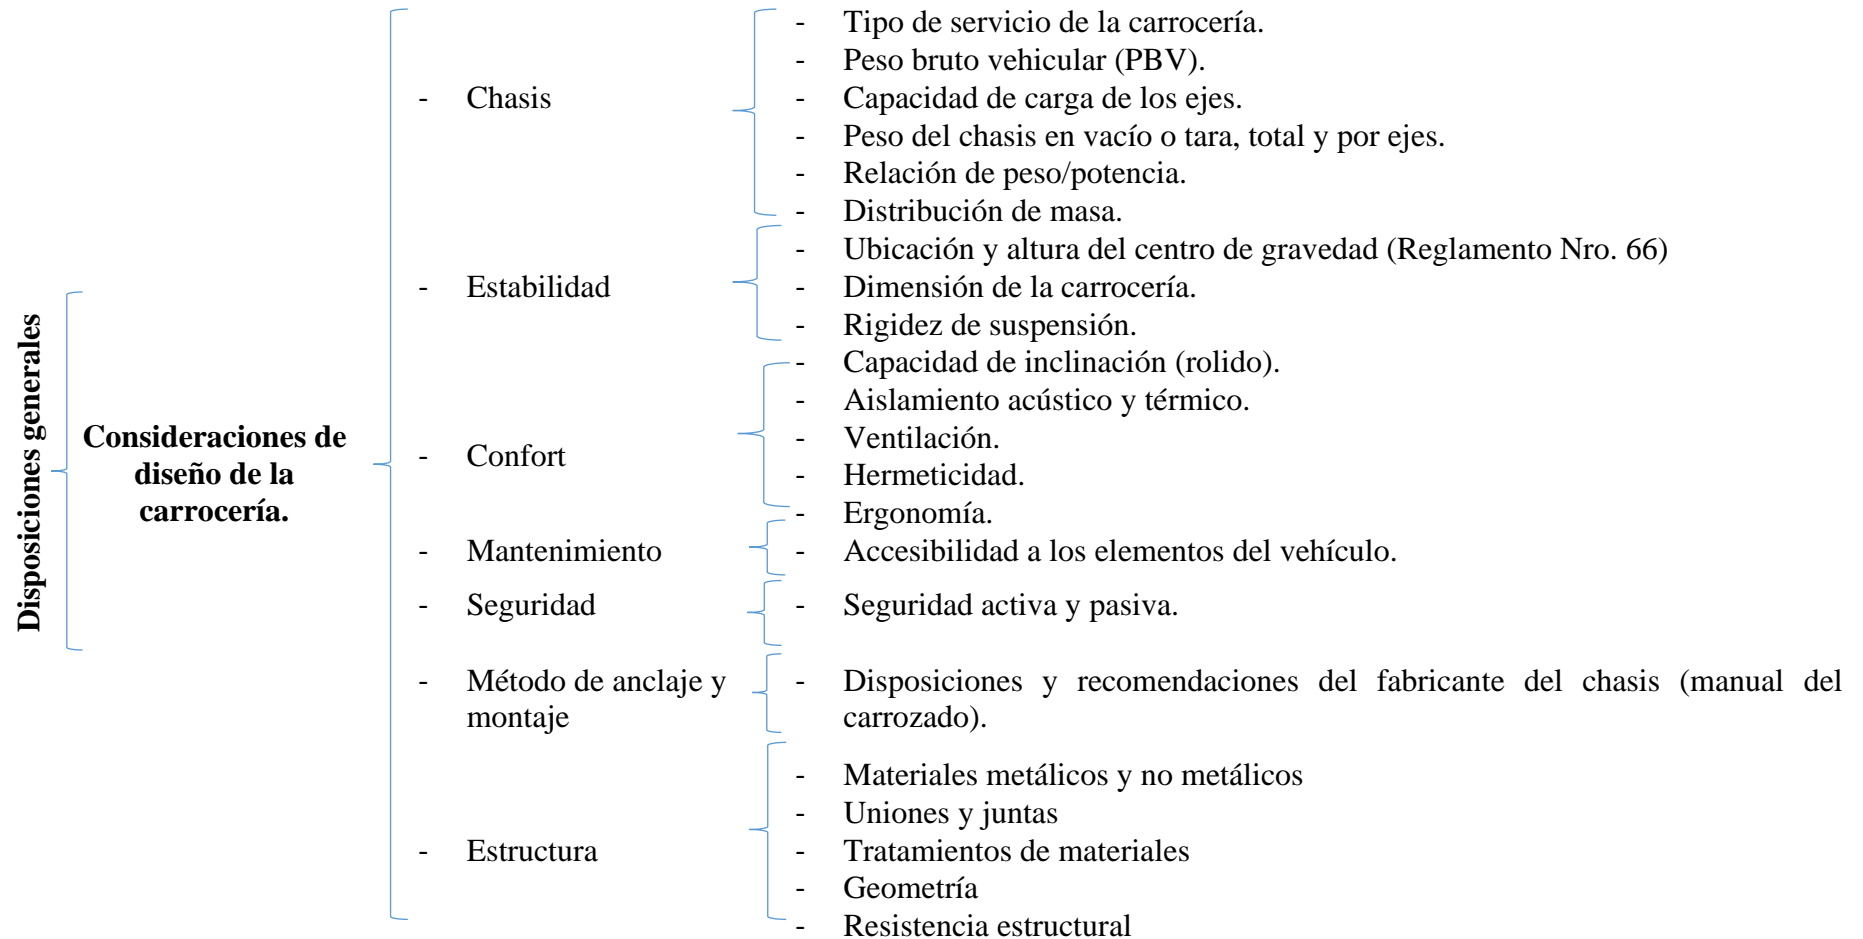 Disposiciones generales
Consideraciones de
diseño de la
carrocería.
- Chasis
- Tipo de servicio de la carrocería.
- Peso bruto vehicular (PBV).
- Capacidad de carga de los ejes.
- Peso del chasis en vacío o tara, total y por ejes.
- Relación de peso/potencia.
- Distribución de masa.
- Estabilidad
- Ubicación y altura del centro de gravedad (Reglamento Nro. 66)
- Dimensión de la carrocería.
- Rigidez de suspensión.
- Capacidad de inclinación (rolido).
- Confort
- Aislamiento acústico y térmico.
- Ventilación.
- Hermeticidad.
- Ergonomía.
- Mantenimiento
- Accesibilidad a los elementos del vehículo.
- Seguridad
- Seguridad activa y pasiva.
- Método de anclaje y
montaje
- Disposiciones y recomendaciones del fabricante del chasis (manual del
carrozado).
- Estructura
- Materiales metálicos y no metálicos
- Uniones y juntas
- Tratamientos de materiales
- Geometría
- Resistencia estructural